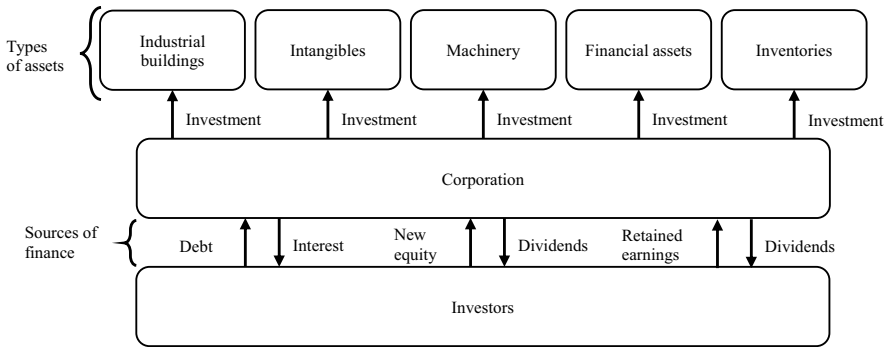 Types
of assets
Industrial
buildings
Intangibles
Machinery
Financial assets
Inventories
Investment
Investment
Investment
Investment
Investment
Corporation
Sources of
finance
Debt
Interest
New
equity
Dividends
Retained
earnings
Dividends
Investors